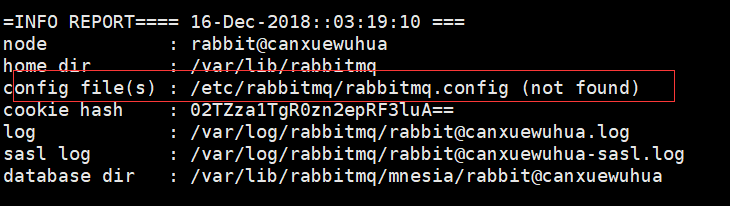 =INFO REPORT==== 16-Dec-2018::03:19:10 ===
node           : rabbit@canxuewuhua
home dir       : /var/lib/rabbitmq
config file(s) : /etc/rabbitmq/rabbitmq.config (not found)
cookie hash    : 02TZza1TgR0zn2epRF3luA==
log            : /var/log/rabbitmq/rabbit@canxuewuhua.log
sasl log       : /var/log/rabbitmq/rabbit@canxuewuhua-sasl.log
database dir   : /var/lib/rabbitmq/mnesia/rabbit@canxuewuhua